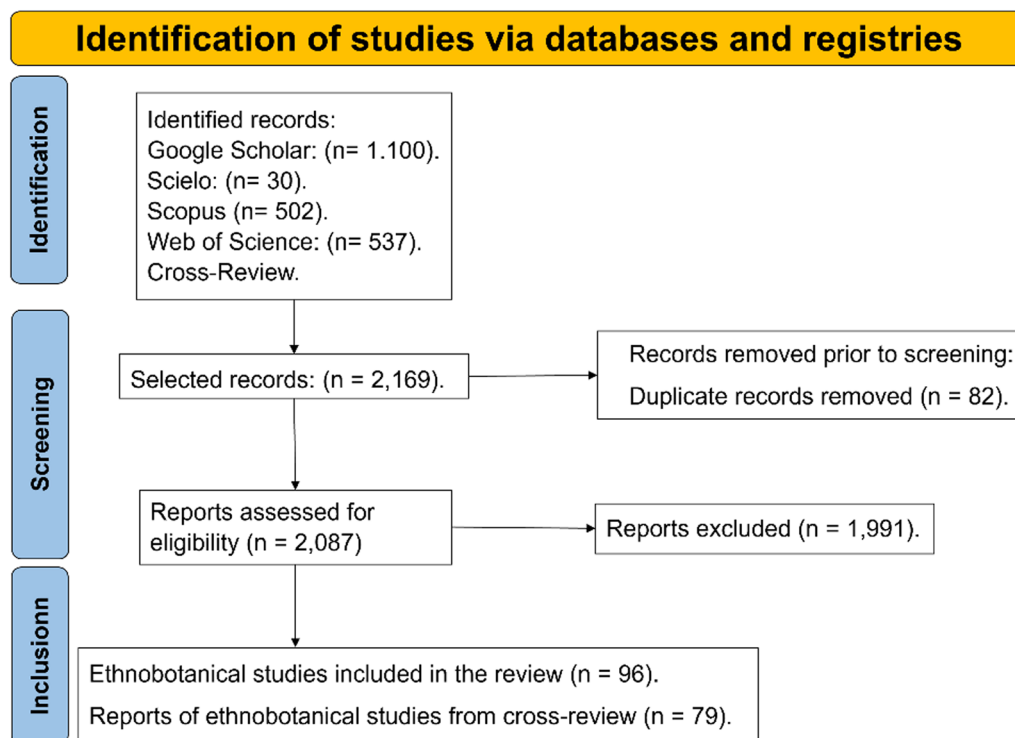 Identification of studies via databases and registries
Identification
Identified records:
Google Scholar: (n= 1.100).
Scielo: (n= 30).
Scopus (n= 502).
Web of Science: (n= 537).
Cross-Review.
Screening
Selected records: (n = 2,169).
Records removed prior to screening:
Duplicate records removed (n = 82).
Reports assessed for
eligibility (n = 2,087)
Reports excluded (n = 1,991).
Inclusionn
Ethnobotanical studies included in the review (n = 96).
Reports of ethnobotanical studies from cross-review (n = 79).